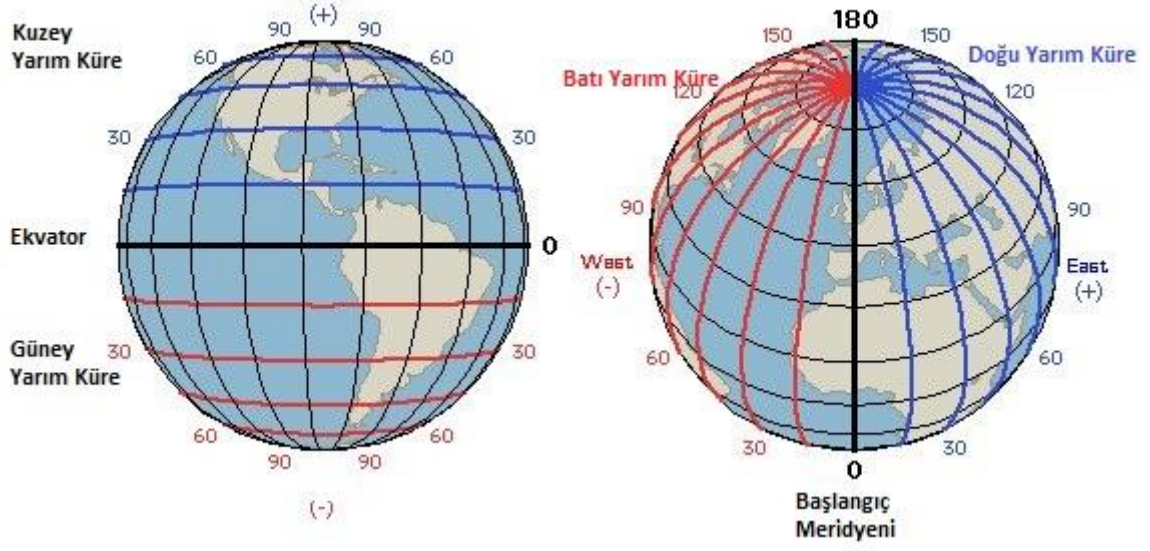 Kuzey
Yarım Küre
90 (+) 90
60 60
30 30
Ekvator
0
Güney
Yarım Küre
30 30
60 60
90 90
(-)
180
150 150
Batı Yarım Küre
Doğu Yarım Küre
120 120
90 90
West
(-)
East
(+)
60 60
30 30
0
Başlangıç
Meridyeni